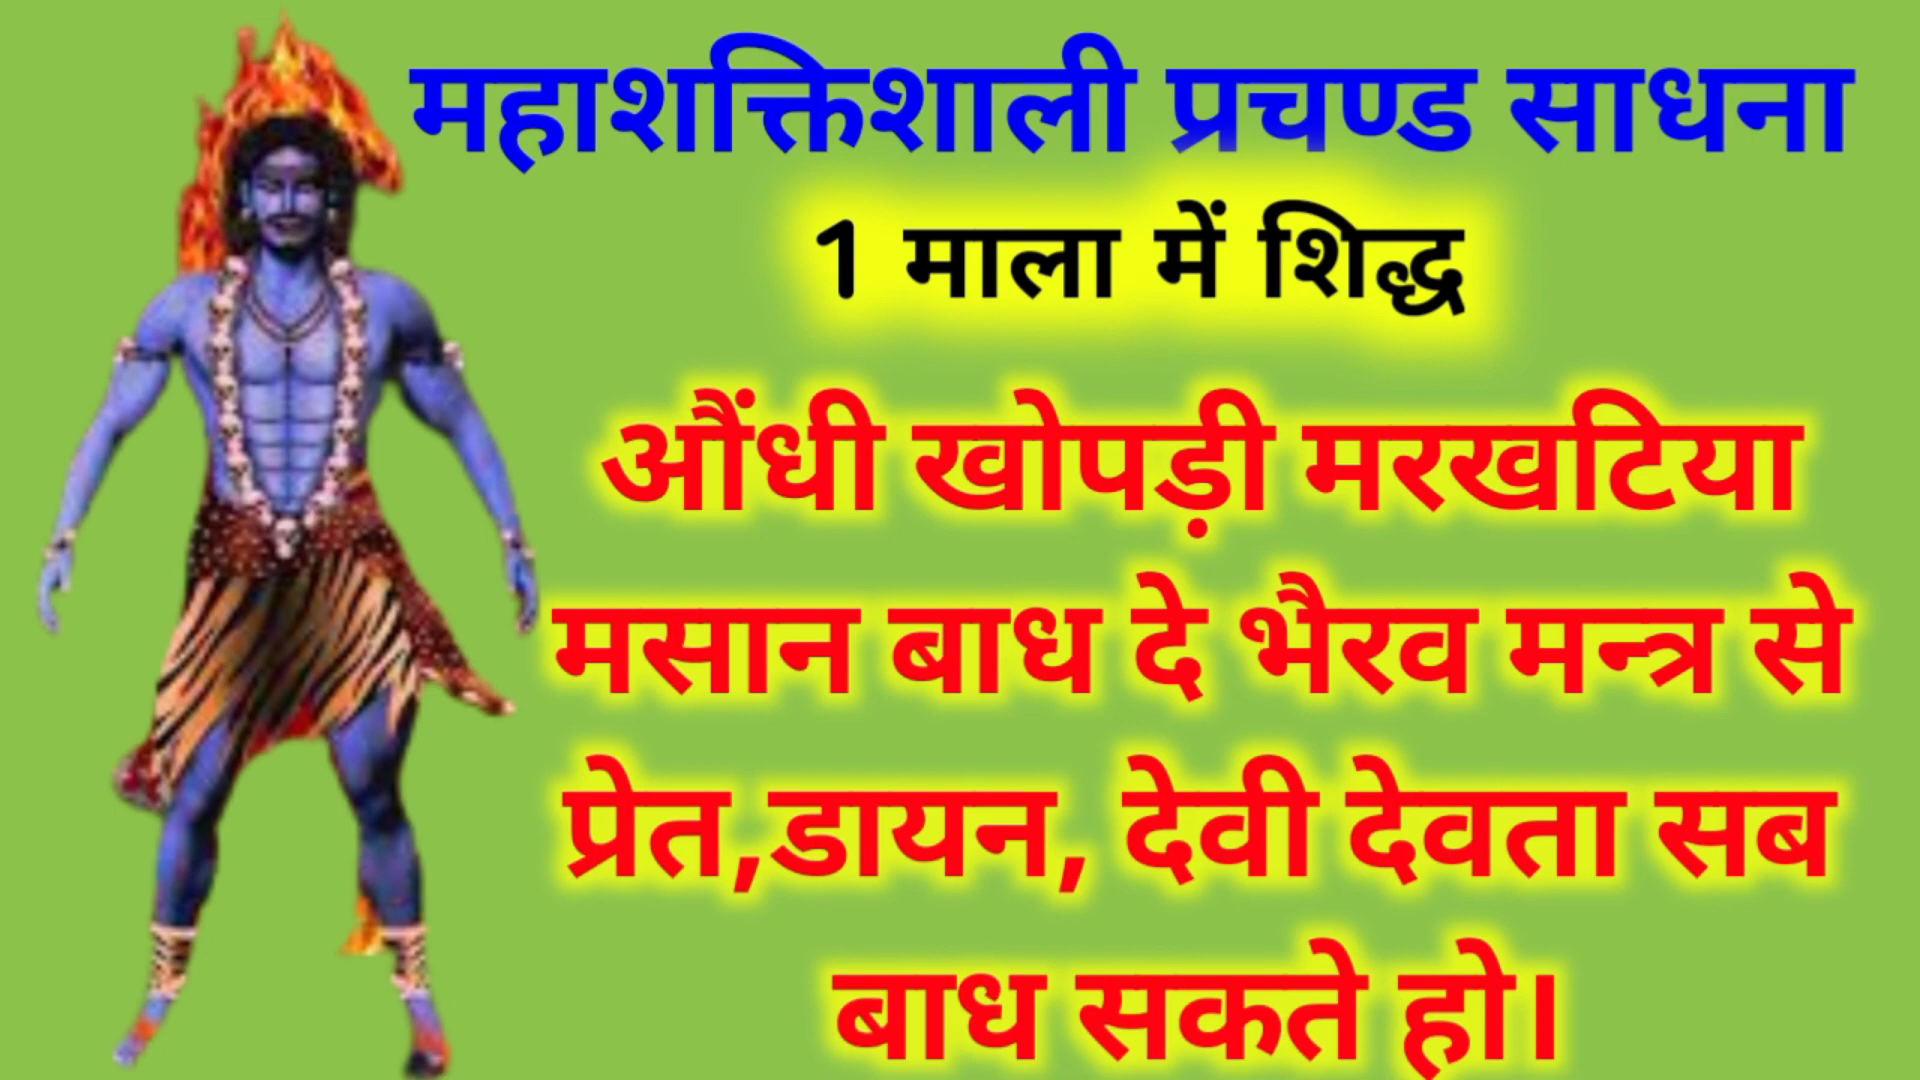 महाशक्तिशाली प्रचण्ड साधना
1 माला में शिद्ध
औंधी खोपड़ी मरखटिया
मसान बाध दे भैरव मन्त्र से
प्रेत,डायन, देवी देवता सब
बाध सकते हो।